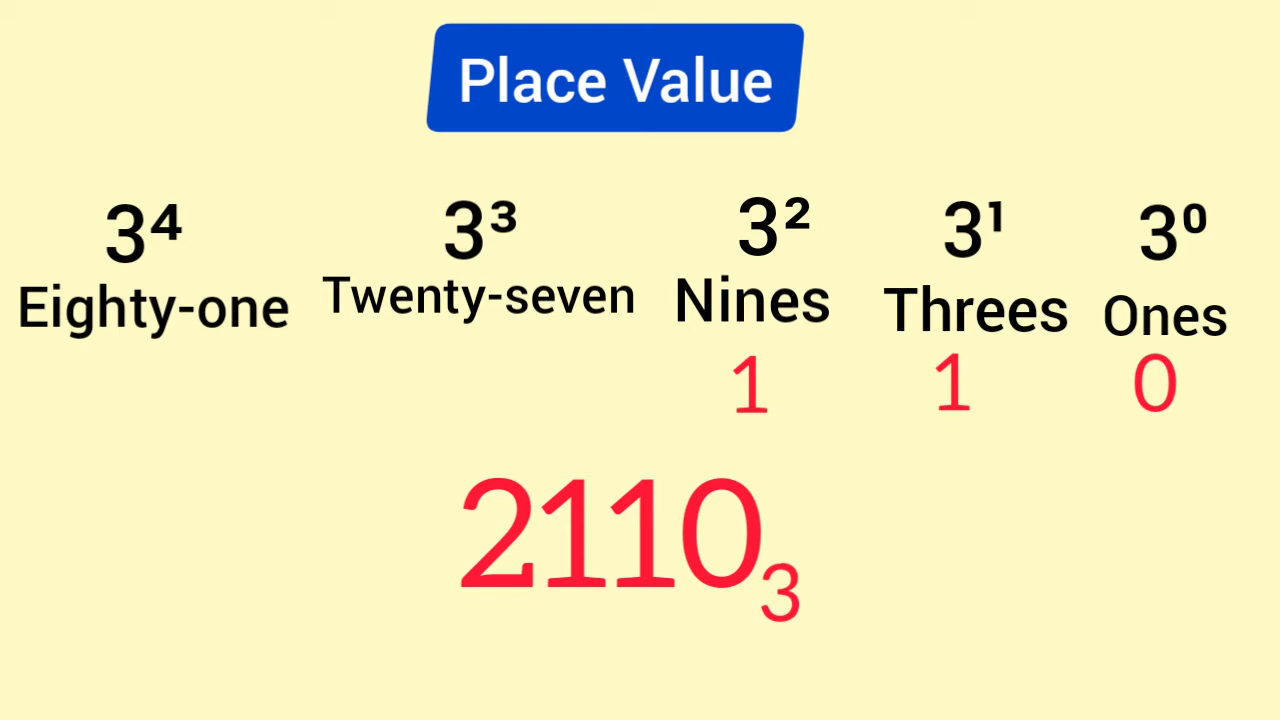 Place Value
3⁴ 3³ 3² 3¹ 3⁰
Eighty-one Twenty-seven Nines Threes Ones
1 1 0
2110₃